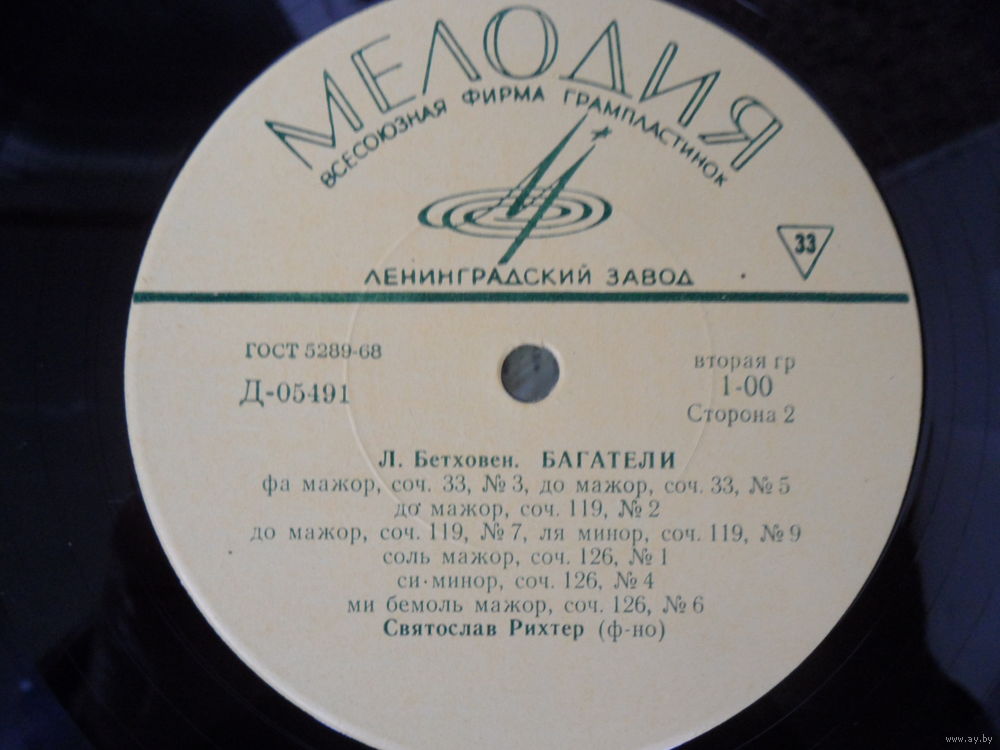 МЕЛОДИЯ
ВСЕСОЮЗНАЯ ФИРМА ГРАМПЛАСТИНОК
33
ЛЕНИНГРАДСКИЙ ЗАВОД
ГОСТ 5289-68
Д-05491
вторая гр
1-00
Сторона 2
Л. Бетховен. БАГАТЕЛИ
фа мажор, соч. 33, № 3, до мажор, соч. 33, № 5
до мажор, соч. 119, № 2
до мажор, соч. 119, № 7, ля минор, соч. 119, № 9
соль мажор, соч. 126, № 1
си минор, соч. 126, № 4
ми бемоль мажор, соч. 126, № 6
Святослав Рихтер (ф-но)
www.ay.by